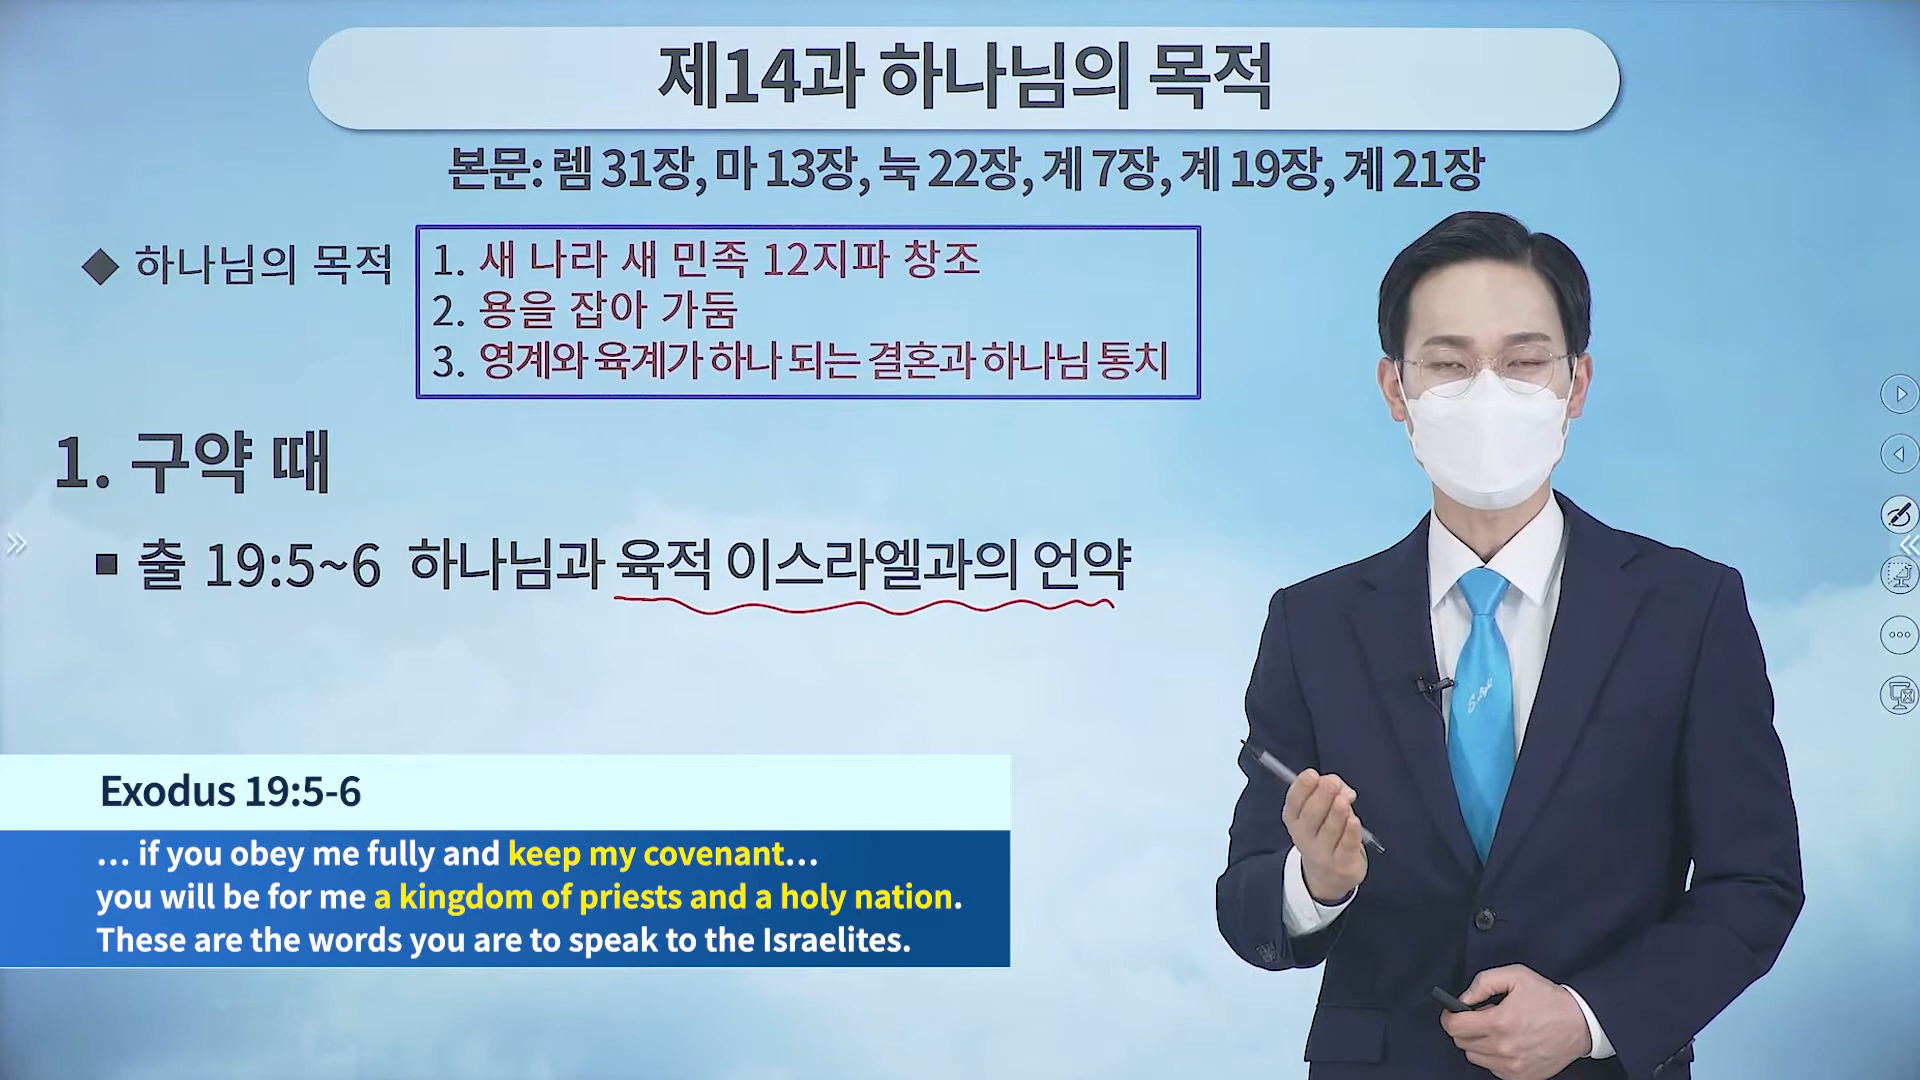 제14과 하나님의 목적
본문: 렘 31장, 마 13장, 눅 22장, 계 7장, 계 19장, 계 21장
◆ 하나님의 목적
1. 새 나라 새 민족 12지파 창조
2. 용을 잡아 가둠
3. 영계와 육계가 하나 되는 결혼과 하나님 통치
1. 구약 때
▪ 출 19:5~6 하나님과 육적 이스라엘과의 언약
Exodus 19:5-6
... if you obey me fully and keep my covenant...
you will be for me a kingdom of priests and a holy nation.
These are the words you are to speak to the Israelites.